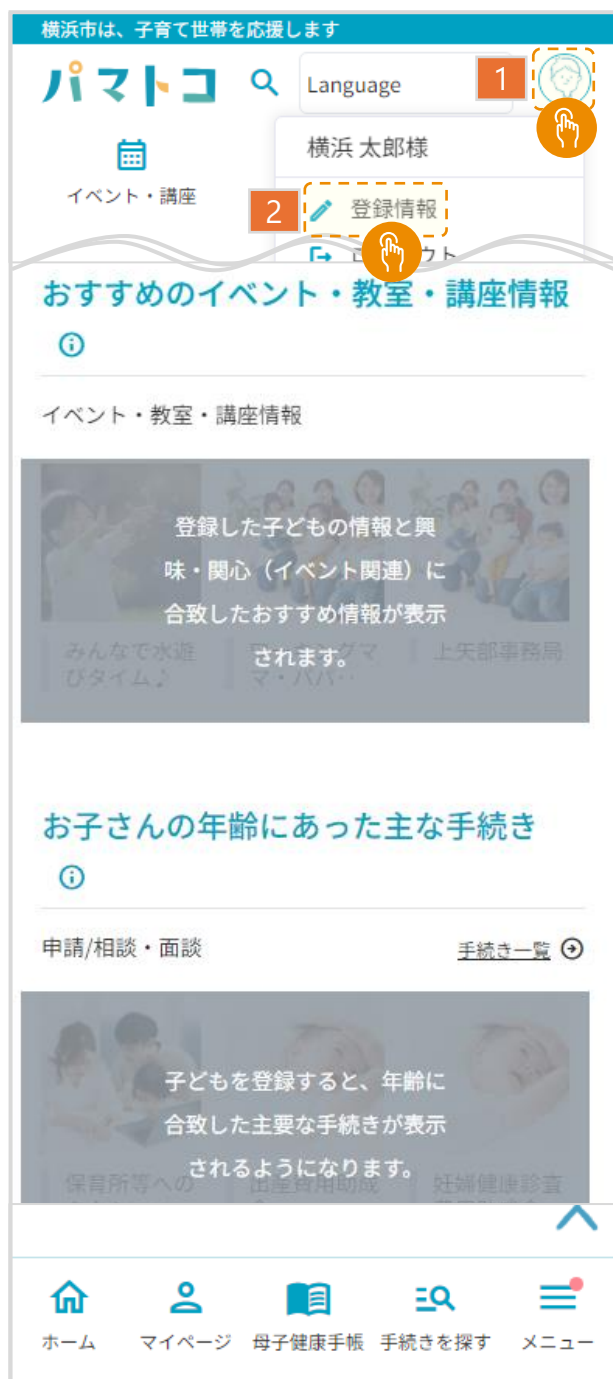 横浜市は、子育て世帯を応援します
パマトコ
Language
1
横浜 太郎様
イベント・講座
2
登録情報
おすすめのイベント・教室・講座情報
イベント・教室・講座情報
登録した子どもの情報と興
味・関心(イベント関連)に
合致したおすすめ情報が表示
されます。
みんなで水遊
びタイム♪
マ・パパ…
上矢部事務局
お子さんの年齢にあった主な手続き
申請/相談・面談
手続き一覧
子どもを登録すると、年齢に
合致した主要な手続きが表示
されるようになります。
保育所等への
出産費用助成
妊婦健康診査
ホーム
マイページ
母子健康手帳
手続きを探す
メニュー